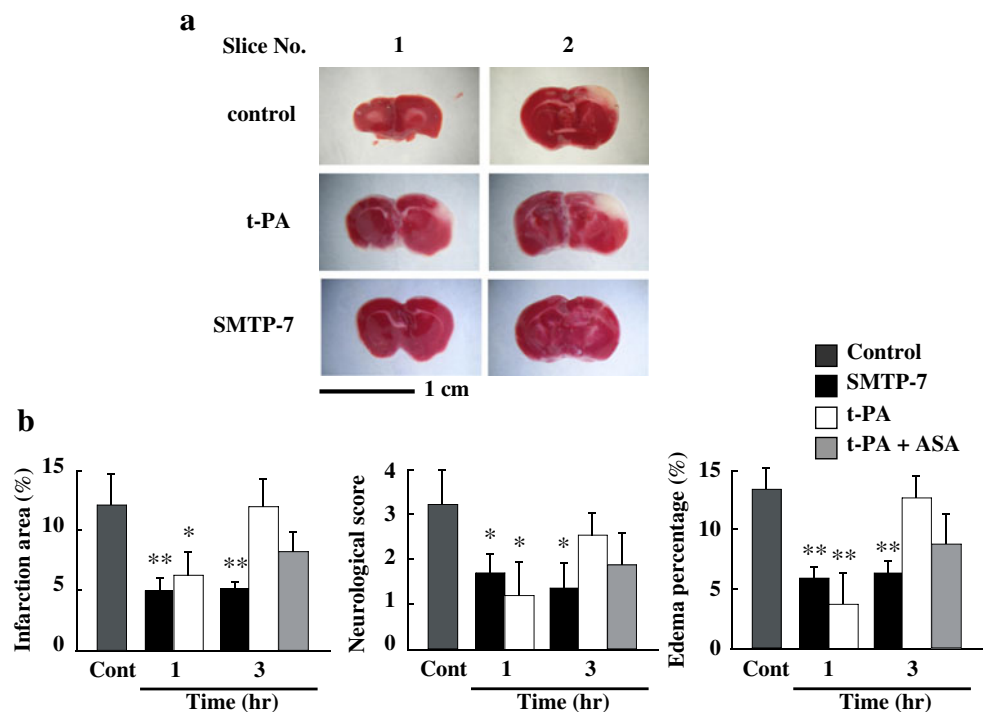 a
Slice No. 1 2
control
t-PA
SMTP-7
1 cm
Control
SMTP-7
t-PA
t-PA + ASA
b
Infarction area (%)
15
10
5
0
** * **
Cont 1 3
Time (hr)
Neurological score
4
3
2
1
0
* * *
Cont 1 3
Time (hr)
Edema percentage (%)
15
10
5
0
** ** **
Cont 1 3
Time (hr)